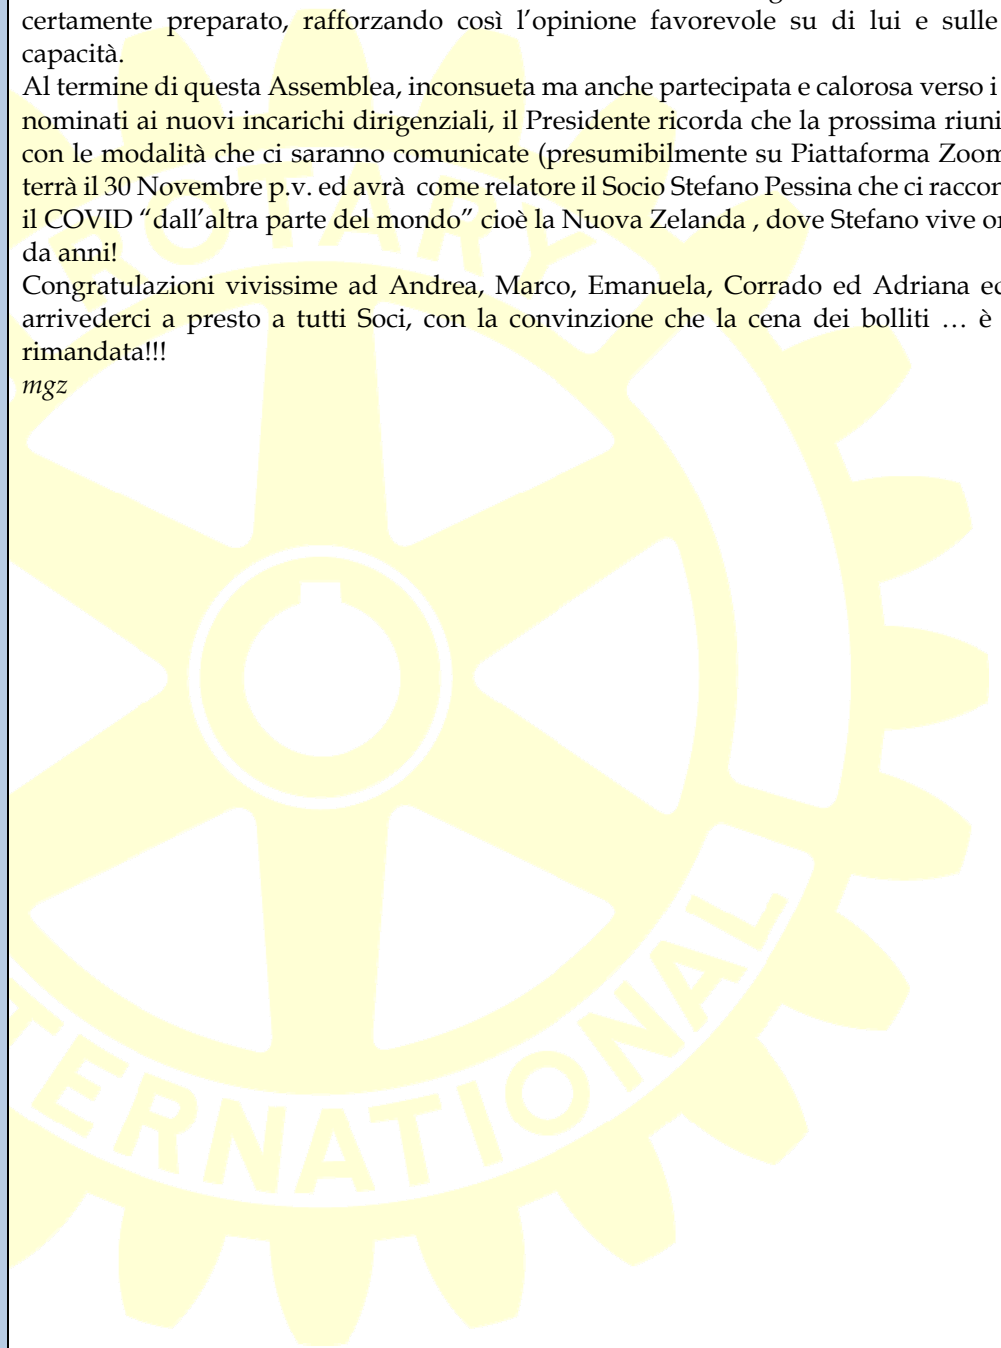 certamente preparato, rafforzando così l'opinione favorevole su di lui e sulle
capacità.
Al termine di questa Assemblea, inconsueta ma anche partecipata e calorosa verso i
nominati ai nuovi incarichi dirigenziali, il Presidente ricorda che la prossima riuni
con le modalità che ci saranno comunicate (presumibilmente su Piattaforma Zoom
terrà il 30 Novembre p.v. ed avrà come relatore il Socio Stefano Pessina che ci raccon
il COVID “dall'altra parte del mondo” cioè la Nuova Zelanda , dove Stefano vive or
da anni!
Congratulazioni vivissime ad Andrea, Marco, Emanuela, Corrado ed Adriana ed
arrivederci a presto a tutti Soci, con la convinzione che la cena dei bolliti … è
rimandata!!!
mgz
ROTARY
TERNATIONAL